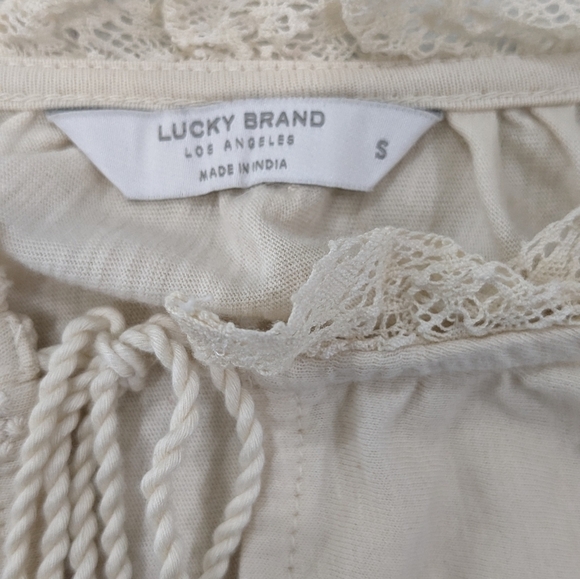 LUCKY BRAND
LOS ANGELES
MADE IN INDIA
S